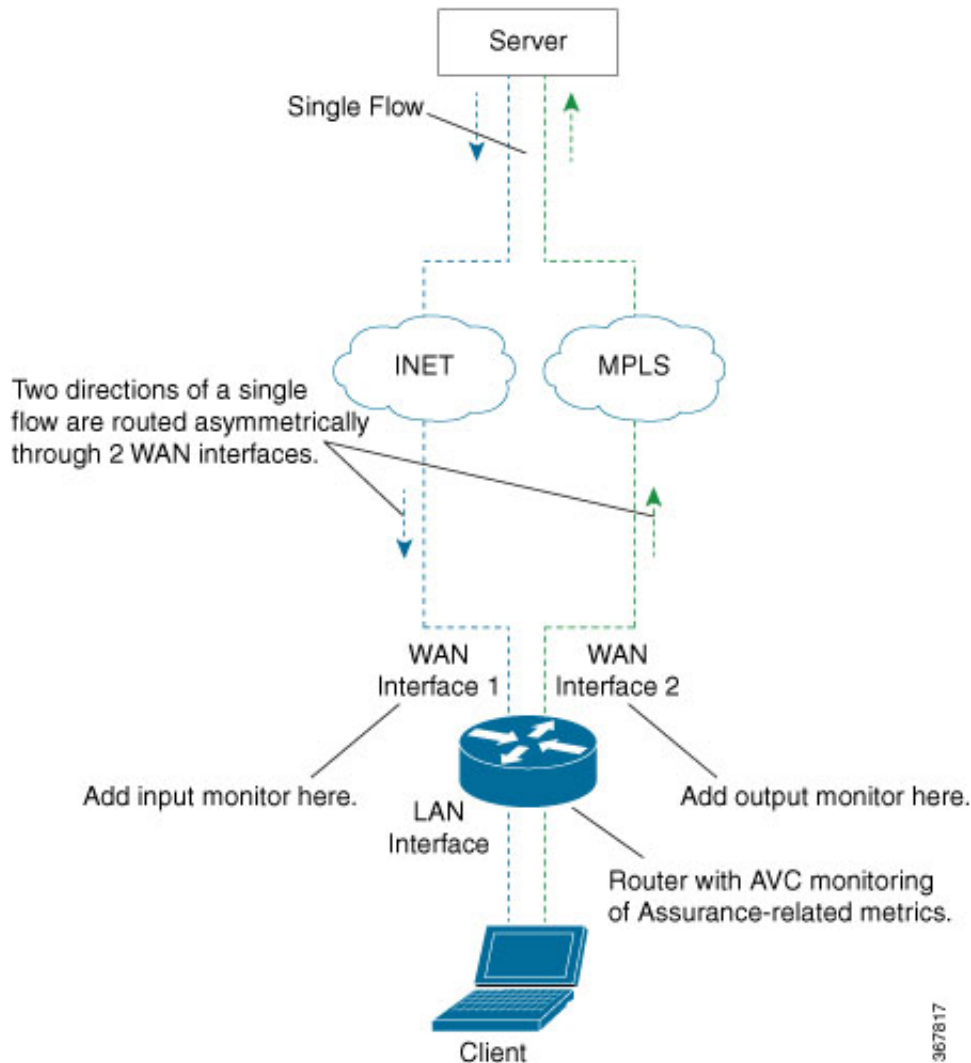 Server
Single Flow
INET
MPLS
Two directions of a single
flow are routed asymmetrically
through 2 WAN interfaces.
WAN
Interface 1
WAN
Interface 2
Add input monitor here.
Add output monitor here.
LAN
Interface
Router with AVC monitoring
of Assurance-related metrics.
Client
367817